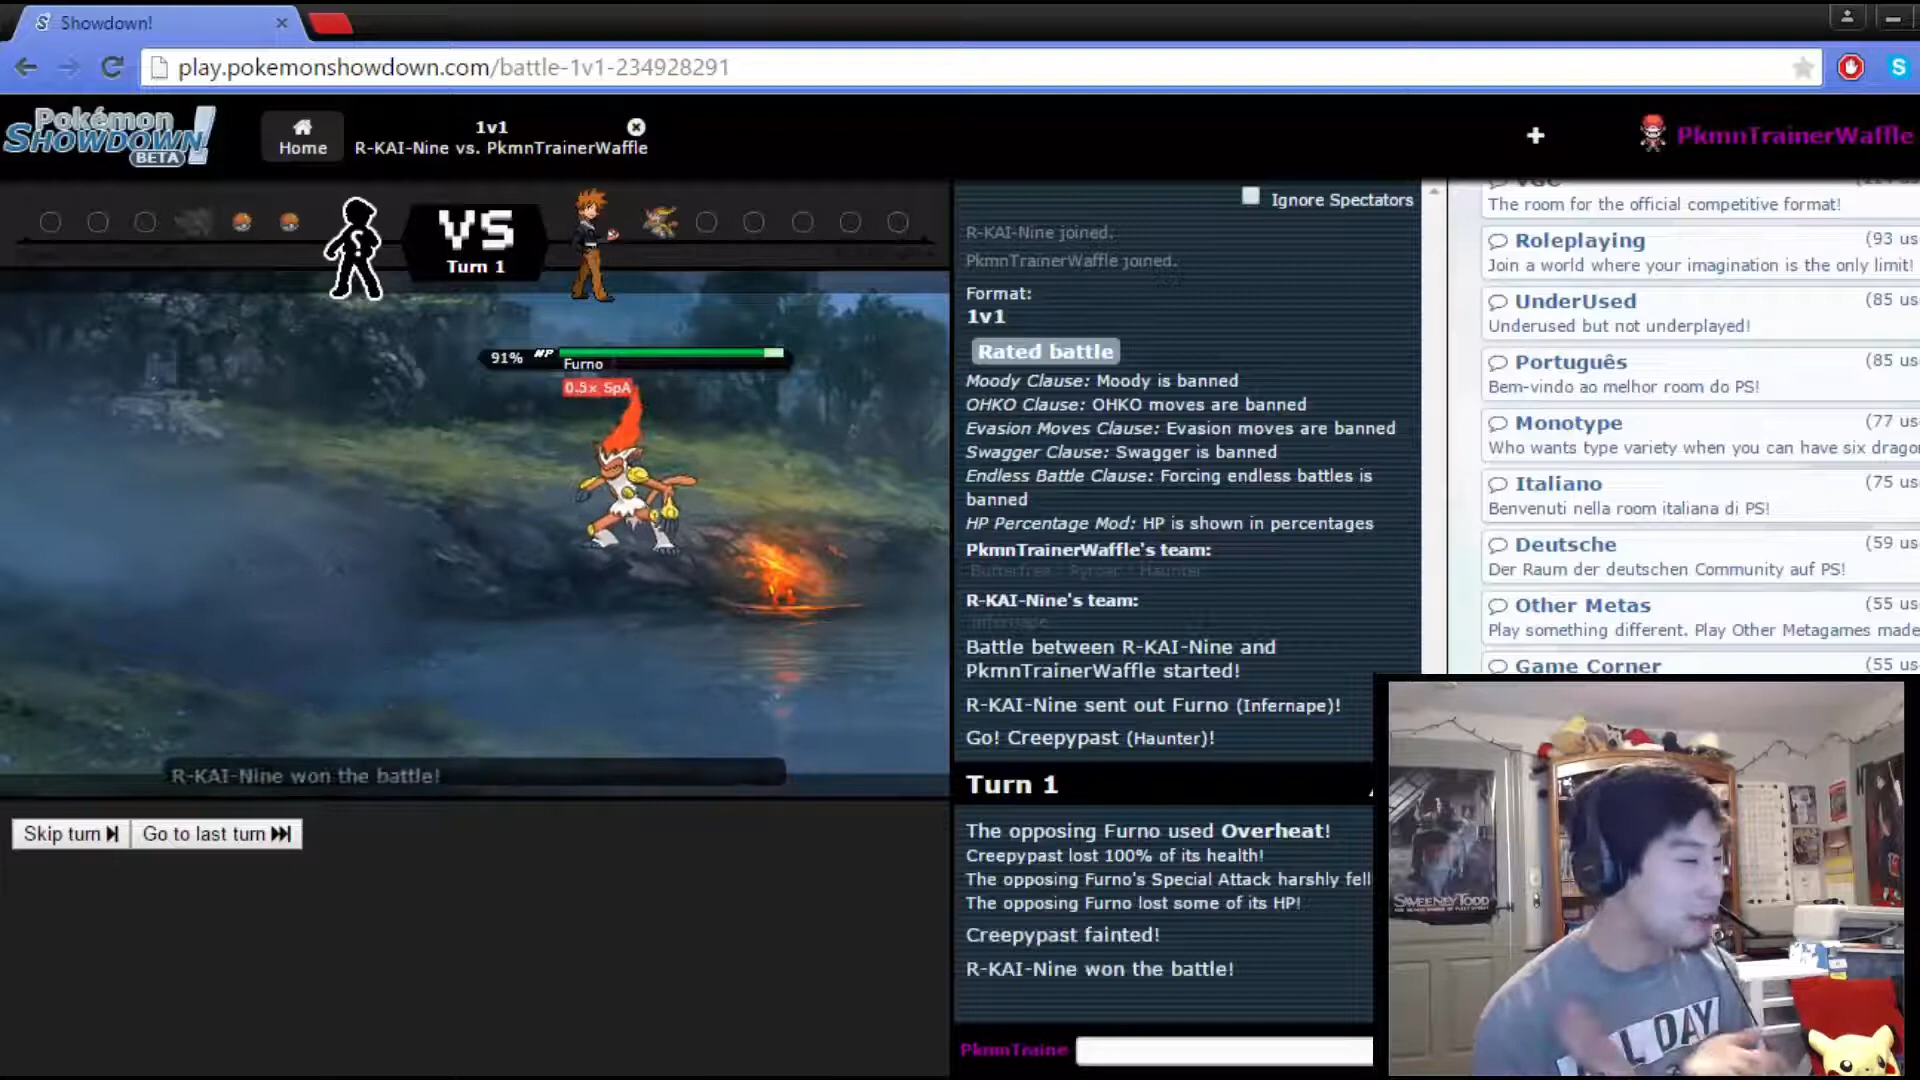 Showdown!
play.pokemonshowdown.com/battle-1v1-234928291
Pokémon
SHOWDOWN!
BETA
Home
1v1
R-KAI-Nine vs. PkmnTrainerWaffle
PkmnTrainerWaffle
VS
Turn 1
91%
HP
Furno
0.5x SpA
R-KAI-Nine won the battle!
Skip turn
Go to last turn
Ignore Spectators
R-KAI-Nine joined.
PkmnTrainerWaffle joined.
Format:
1v1
Rated battle
Moody Clause: Moody is banned
OHKO Clause: OHKO moves are banned
Evasion Moves Clause: Evasion moves are banned
Swagger Clause: Swagger is banned
Endless Battle Clause: Forcing endless battles is
banned
HP Percentage Mod: HP is shown in percentages
PkmnTrainerWaffle's team:
Butterfree / Pyroar / Haunter
R-KAI-Nine's team:
Infernape
Battle between R-KAI-Nine and
PkmnTrainerWaffle started!
R-KAI-Nine sent out Furno (Infernape)!
Go! Creepypast (Haunter)!
Turn 1
The opposing Furno used Overheat!
Creepypast lost 100% of its health!
The opposing Furno's Special Attack harshly fell
The opposing Furno lost some of its HP!
Creepypast fainted!
R-KAI-Nine won the battle!
PkmnTraine
VGC
The room for the official competitive format!
Roleplaying (93 us
Join a world where your imagination is the only limit!
UnderUsed (85 us
Underused but not underplayed!
Português (85 us
Bem-vindo ao melhor room do PS!
Monotype (77 us
Who wants type variety when you can have six drago
Italiano (75 us
Benvenuti nella room italiana di PS!
Deutsche (59 us
Der Raum der deutschen Community auf PS!
Other Metas (55 us
Play something different. Play Other Metagames made
Game Corner (55 us
SWEENEY TODD
L DAY